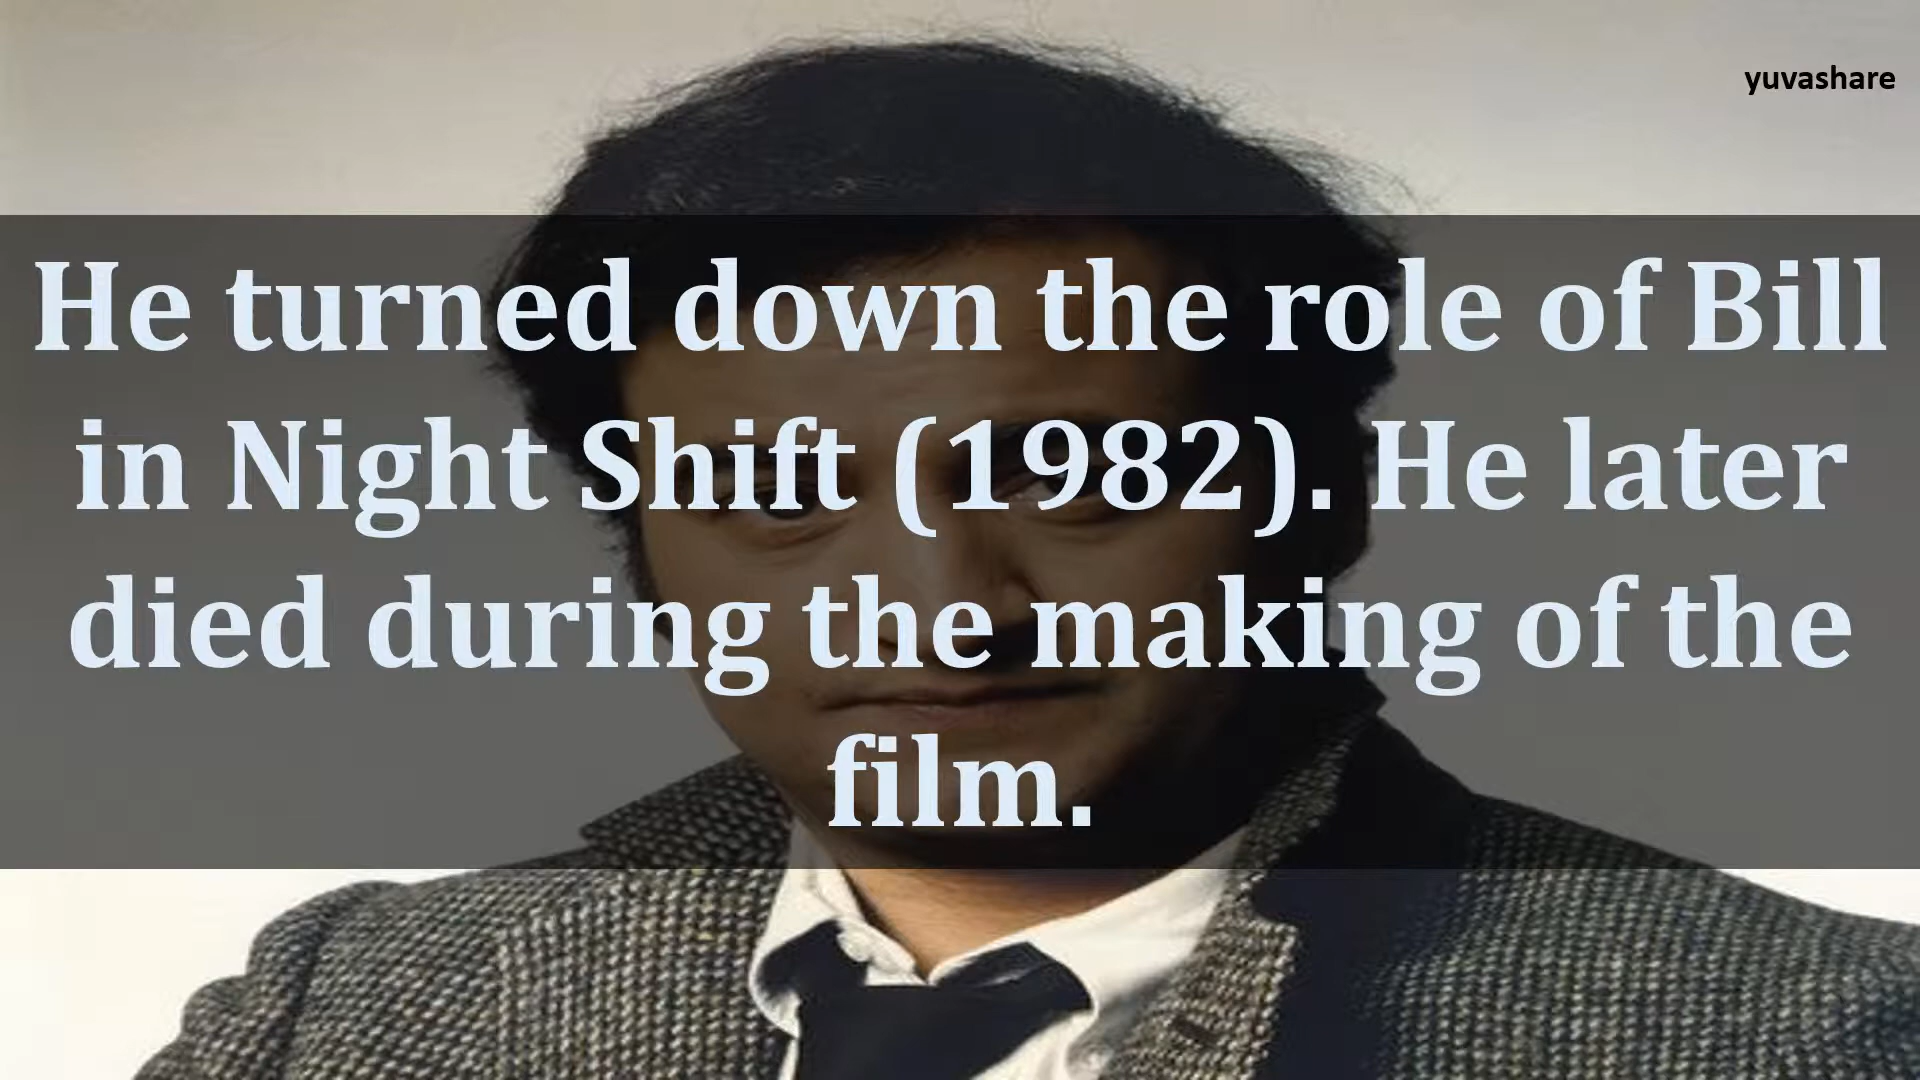 yuvashare
He turned down the role of Bill
in Night Shift (1982). He later
died during the making of the
film.